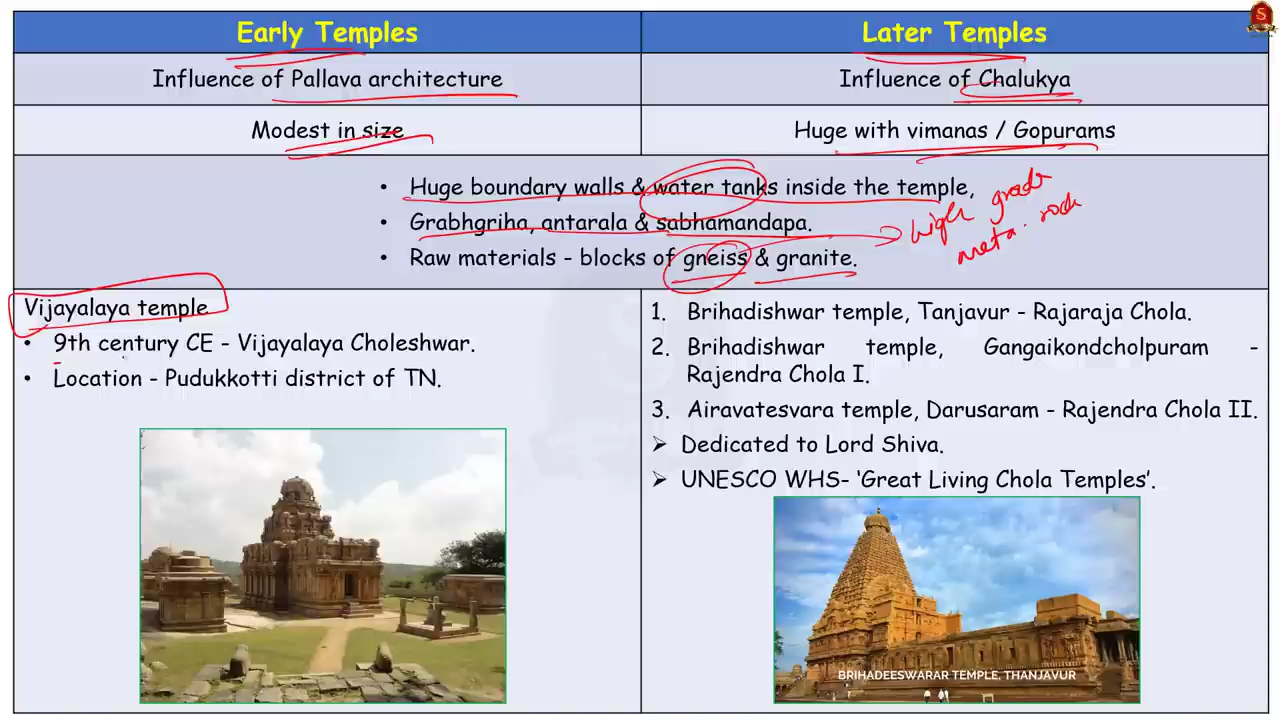 Early Temples
Later Temples
Influence of Pallava architecture
Influence of Chalukya
Modest in size
Huge with vimanas / Gopurams
• Huge boundary walls & water tanks inside the temple,
• Grabhgriha, antarala & sabhamandapa.
• Raw materials - blocks of gneiss & granite.
high grade
meta. rock
Vijayalaya temple
• 9th century CE - Vijayalaya Choleshwar.
• Location - Pudukkotti district of TN.
1. Brihadishwar temple, Tanjavur - Rajaraja Chola.
2. Brihadishwar temple, Gangaikondcholpuram -
Rajendra Chola I.
3. Airavatesvara temple, Darusaram - Rajendra Chola II.
➢ Dedicated to Lord Shiva.
➢ UNESCO WHS- ‘Great Living Chola Temples’.
BRIHADEESWARAR TEMPLE, THANJAVUR
S